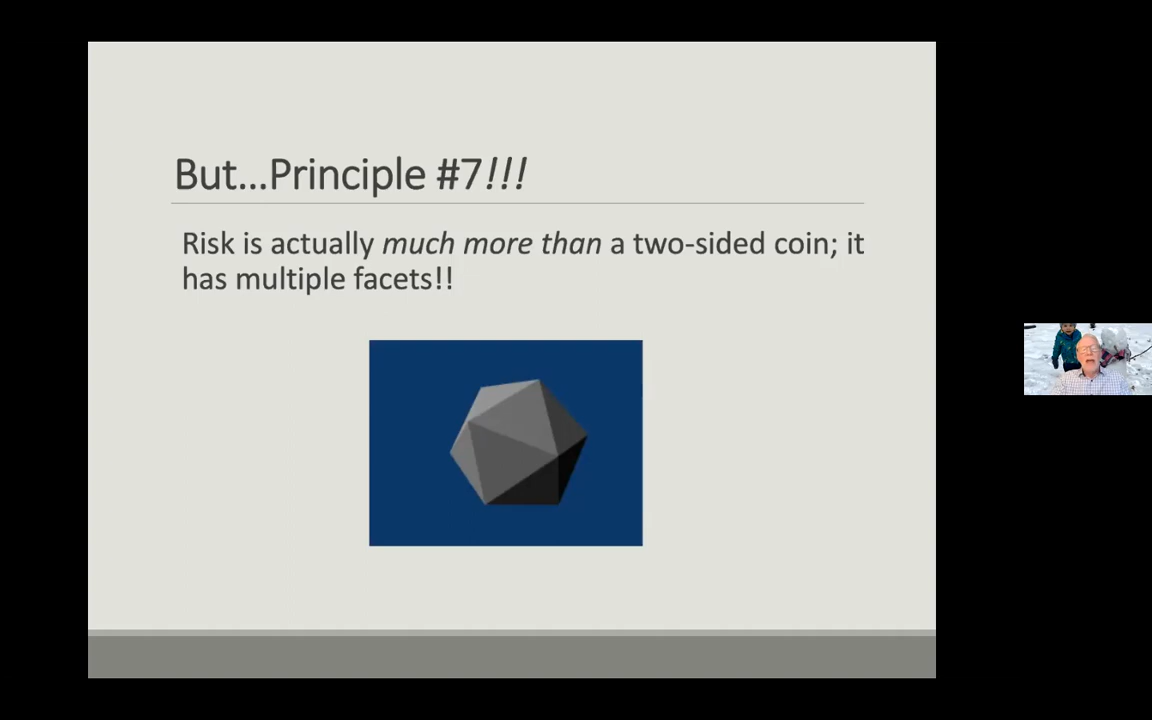 But...Principle #7!!!
Risk is actually much more than a two-sided coin; it
has multiple facets!!